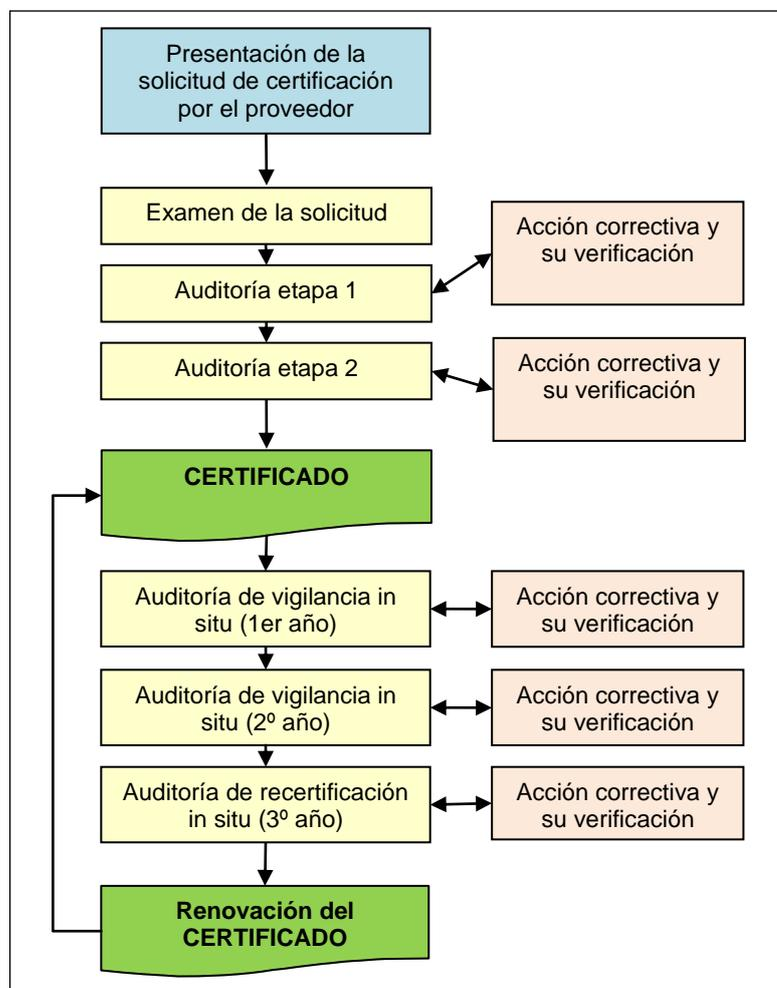 Presentación de la
solicitud de certificación
por el proveedor
Examen de la solicitud
Acción correctiva y
su verificación
Auditoría etapa 1
Auditoría etapa 2
Acción correctiva y
su verificación
CERTIFICADO
Auditoría de vigilancia in
situ (1er año)
Acción correctiva y
su verificación
Auditoría de vigilancia in
situ (2º año)
Acción correctiva y
su verificación
Auditoría de recertificación
in situ (3º año)
Acción correctiva y
su verificación
Renovación del
CERTIFICADO